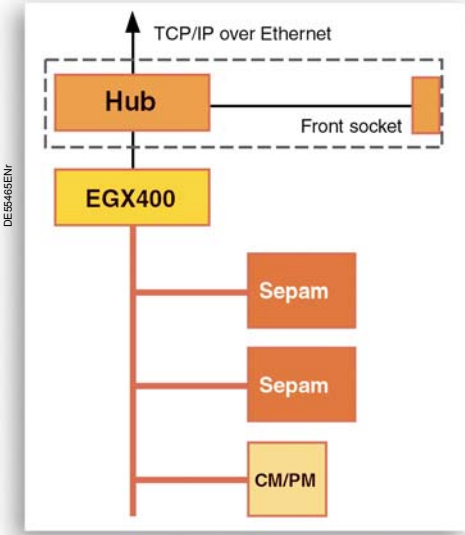 TCP/IP over Ethernet
Hub
Front socket
DE55465ENr
EGX400
Sepam
Sepam
CM/PM